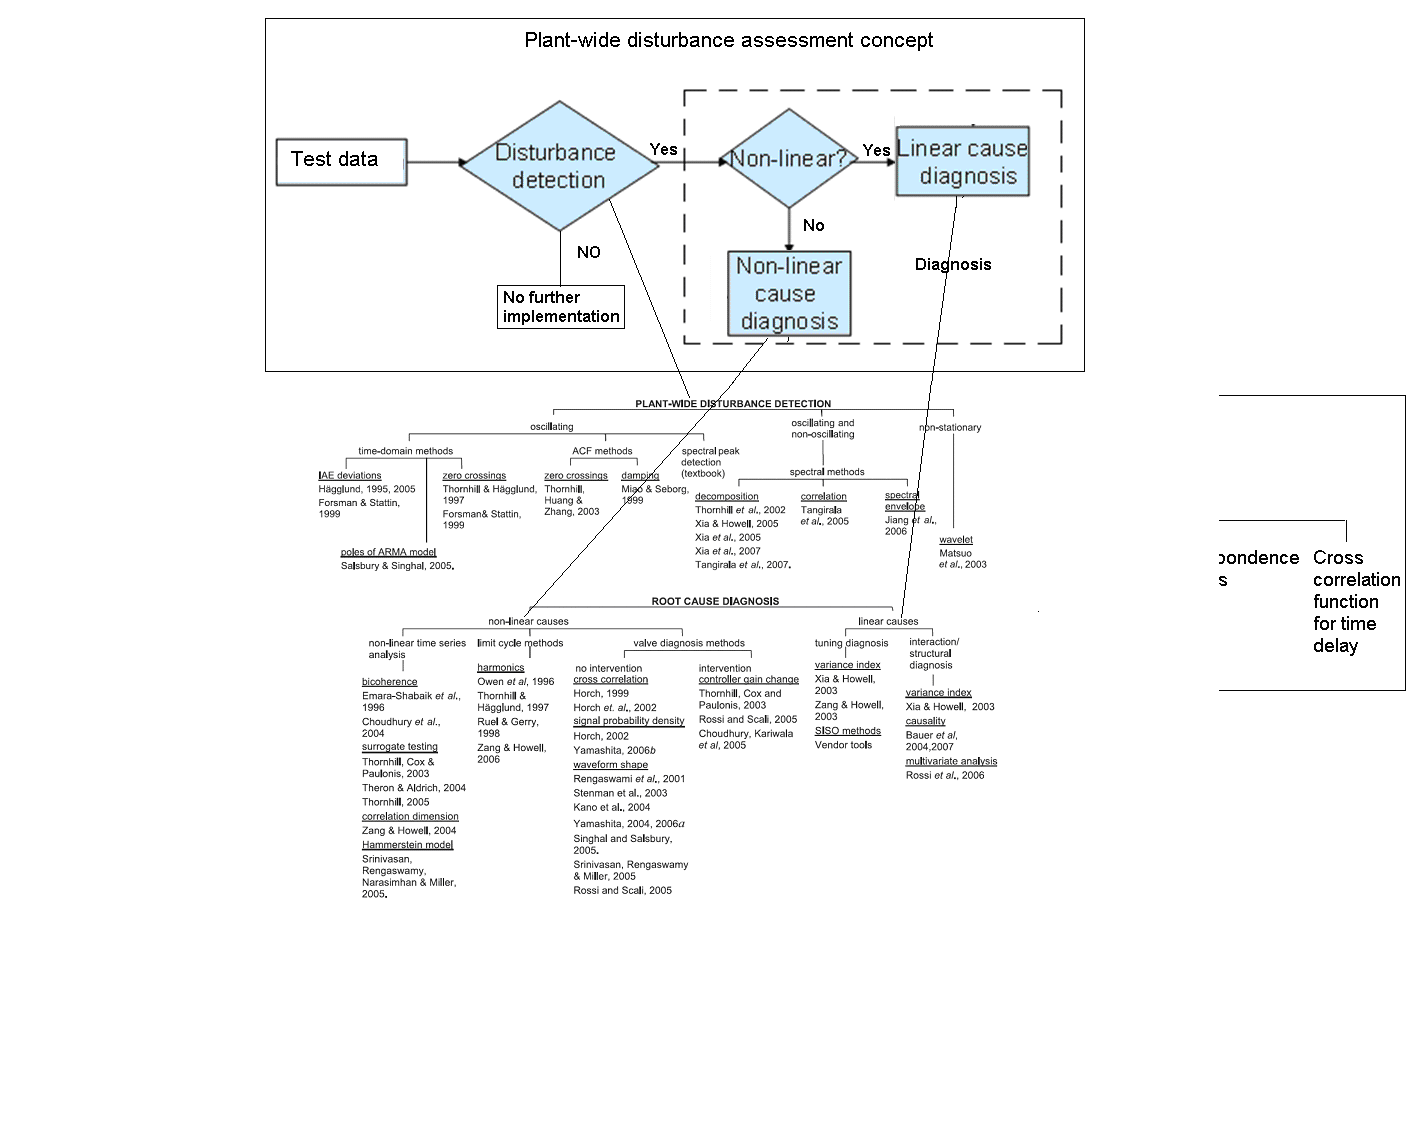 Plant-wide disturbance assessment concept
Test data
Disturbance
detection
Yes
Non-linear?
Yes
Linear cause
diagnosis
NO
No
No further
implementation
Non-linear
cause
diagnosis
Diagnosis
PLANT-WIDE DISTURBANCE DETECTION
oscillating
oscillating and
non-oscillating
non-stationary
time-domain methods
ACF methods
spectral peak
detection
(textbook)
spectral methods
IAE deviations
Hägglund, 1995, 2005
Forsman & Stattin,
1999
zero crossings
Thornhill & Hägglund,
1997
Forsman& Stattin,
1999
poles of ARMA model
Salsbury & Singhal, 2005.
zero crossings
Thornhill,
Huang &
Zhang, 2003
damping
Miao & Seborg,
1999
decomposition
Thornhill et al., 2002
Xia & Howell, 2005
Xia et al., 2005
Xia et al., 2007
Tangirala et al., 2007.
correlation
Tangirala
et al., 2005
spectral
envelope
Jiang et al.,
2006
wavelet
Matsuo
et al., 2003
ROOT CAUSE DIAGNOSIS
non-linear causes
linear causes
non-linear time series
analysis
limit cycle methods
valve diagnosis methods
tuning diagnosis
interaction/
structural
diagnosis
bicoherence
Emara-Shabaik et al.,
1996
Choudhury et al.,
2004
surrogate testing
Thornhill, Cox &
Paulonis, 2003
Theron & Aldrich, 2004
Thornhill, 2005
correlation dimension
Zang & Howell, 2004
Hammerstein model
Srinivasan,
Rengaswamy,
Narasimhan & Miller,
2005.
harmonics
Owen et al, 1996
Thornhill &
Hägglund, 1997
Ruel & Gerry,
1998
Zang & Howell,
2006
no intervention
cross correlation
Horch, 1999
Horch et. al., 2002
signal probability density
Horch, 2002
Yamashita, 2006b
waveform shape
Rengaswami et al., 2001
Stenman et al., 2003
Kano et al., 2004
Yamashita, 2004, 2006a
Singhal and Salsbury,
2005.
Srinivasan, Rengaswamy
& Miller, 2005
Rossi and Scali, 2005
intervention
controller gain change
Thornhill, Cox and
Paulonis, 2003
Rossi and Scali, 2005
Choudhury, Kariwala
et al, 2005
variance index
Xia & Howell,
2003
Zang & Howell,
2003
SISO methods
Vendor tools
variance index
Xia & Howell, 2003
causality
Bauer et al,
2004,2007
multivariate analysis
Rossi et al., 2006
pondence
s
Cross
correlation
function
for time
delay